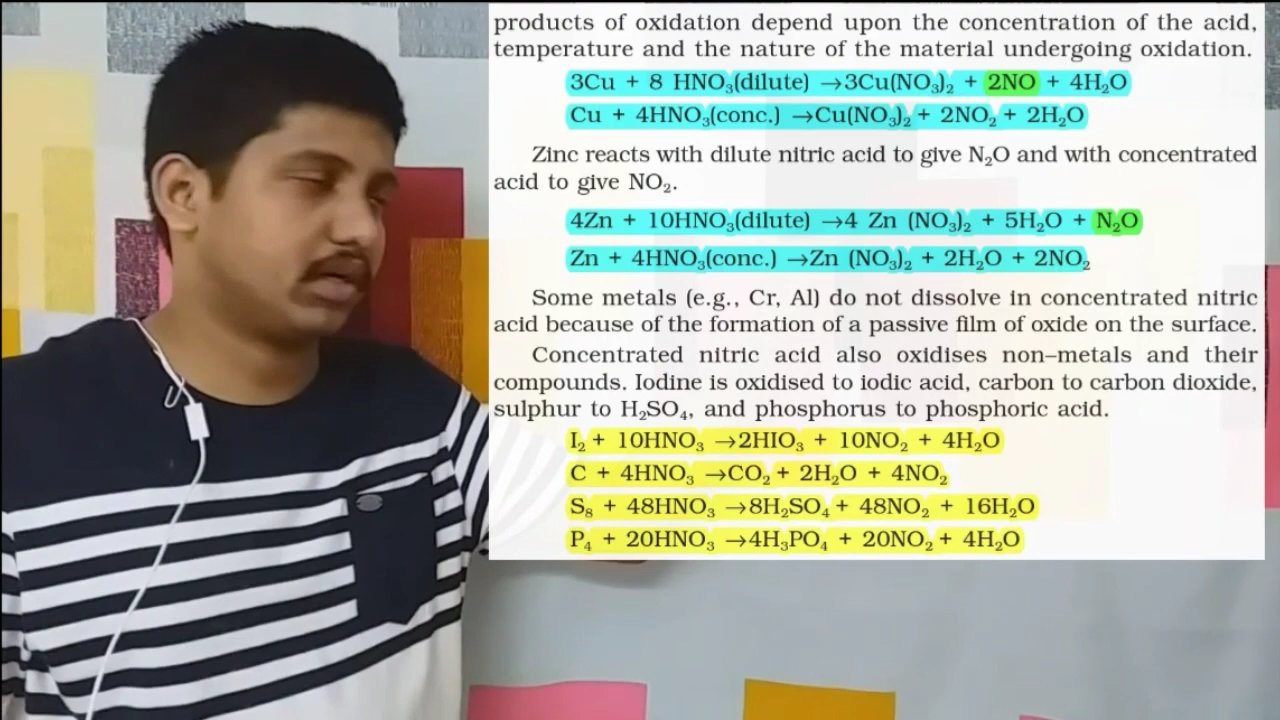 products of oxidation depend upon the concentration of the acid,
temperature and the nature of the material undergoing oxidation.
3Cu + 8 HNO₃(dilute) →3Cu(NO₃)₂ + 2NO + 4H₂O
Cu + 4HNO₃(conc.) →Cu(NO₃)₂ + 2NO₂ + 2H₂O
Zinc reacts with dilute nitric acid to give N₂O and with concentrated
acid to give NO₂.
4Zn + 10HNO₃(dilute) →4 Zn (NO₃)₂ + 5H₂O + N₂O
Zn + 4HNO₃(conc.) →Zn (NO₃)₂ + 2H₂O + 2NO₂
Some metals (e.g., Cr, Al) do not dissolve in concentrated nitric
acid because of the formation of a passive film of oxide on the surface.
Concentrated nitric acid also oxidises non–metals and their
compounds. Iodine is oxidised to iodic acid, carbon to carbon dioxide,
sulphur to H₂SO₄, and phosphorus to phosphoric acid.
I₂ + 10HNO₃ →2HIO₃ + 10NO₂ + 4H₂O
C + 4HNO₃ →CO₂ + 2H₂O + 4NO₂
S₈ + 48HNO₃ →8H₂SO₄ + 48NO₂ + 16H₂O
P₄ + 20HNO₃ →4H₃PO₄ + 20NO₂ + 4H₂O